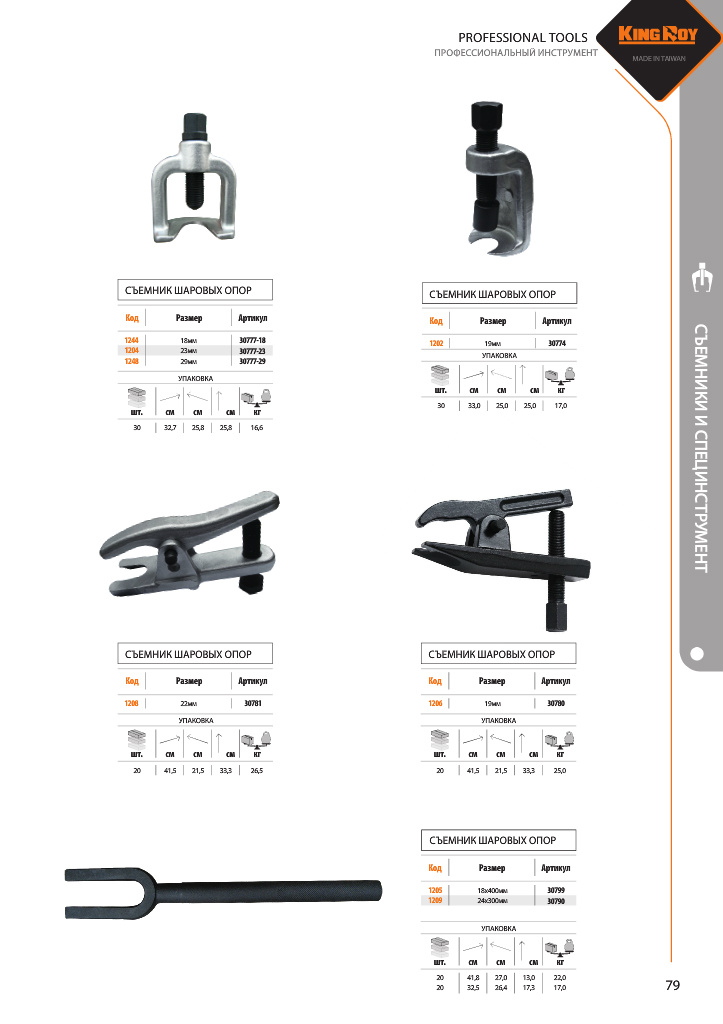 PROFESSIONAL TOOLS
ПРОФЕССИОНАЛЬНЫЙ ИНСТРУМЕНТ
KING ROY
MADE IN TAIWAN
СЪЕМНИКИ И СПЕЦИНСТРУМЕНТ
СЪЕМНИК ШАРОВЫХ ОПОР
Код Размер Артикул
1244 18мм 30777-18
1204 23мм 30777-23
1248 29мм 30777-29
УПАКОВКА
шт. см см см кг
30 32,7 25,8 25,8 16,6
СЪЕМНИК ШАРОВЫХ ОПОР
Код Размер Артикул
1202 19мм 30774
УПАКОВКА
шт. см см см кг
30 33,0 25,0 25,0 17,0
СЪЕМНИК ШАРОВЫХ ОПОР
Код Размер Артикул
1208 22мм 30781
УПАКОВКА
шт. см см см кг
20 41,5 21,5 33,3 26,5
СЪЕМНИК ШАРОВЫХ ОПОР
Код Размер Артикул
1206 19мм 30780
УПАКОВКА
шт. см см см кг
20 41,5 21,5 33,3 25,0
СЪЕМНИК ШАРОВЫХ ОПОР
Код Размер Артикул
1205 18х400мм 30799
1209 24х300мм 30790
УПАКОВКА
шт. см см см кг
20 41,8 27,0 13,0 22,0
20 32,5 26,4 17,3 17,0
79